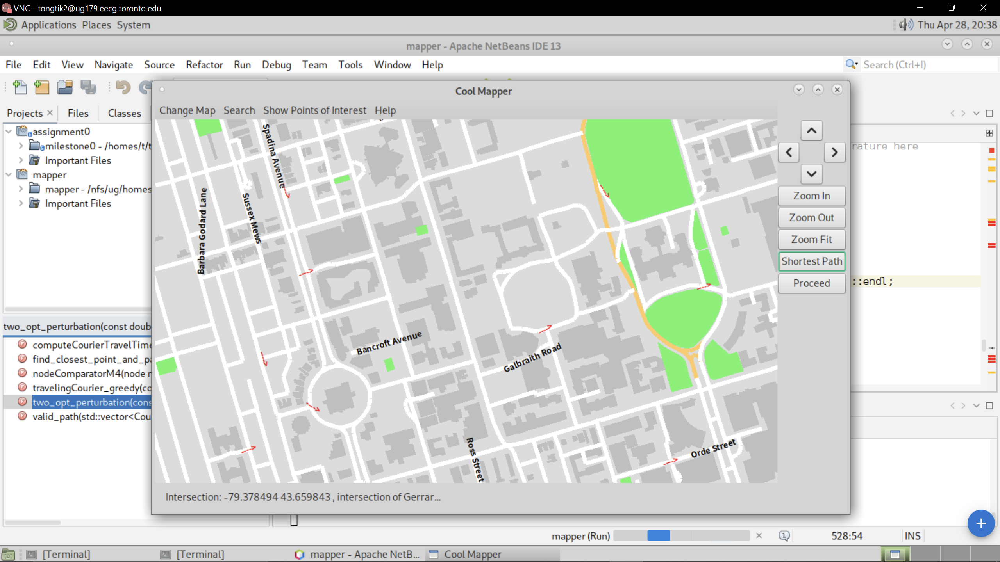 VNC - tongtik2@ug179.eecg.toronto.edu
Applications Places System
Thu Apr 28, 20:38
mapper - Apache NetBeans IDE 13
File Edit View Navigate Source Refactor Run Debug Team Tools Window Help
Search (Ctrl+I)
Cool Mapper
Change Map Search Show Points of Interest Help
Projects Files Classes
assignment0
milestone0 - /homes/t/t
Important Files
mapper
mapper - /nfs/ug/homes
Important Files
rature here
::endl;
Spadina Avenue
Sussex Mews
Barbara Godard Lane
Bancroft Avenue
Galbraith Road
Ross Street
Orde Street
Zoom In
Zoom Out
Zoom Fit
Shortest Path
Proceed
two_opt_perturbation(const doub
computeCourierTravelTime
find_closest_point_and_pa
nodeComparatorM4(node r
travelingCourier_greedy(co
two_opt_perturbation(cons
valid_path(std::vector<Cou
Intersection: -79.378494 43.659843 , intersection of Gerrar...
mapper (Run)
1
528:54
INS
[Terminal]
[Terminal]
mapper - Apache NetB...
Cool Mapper